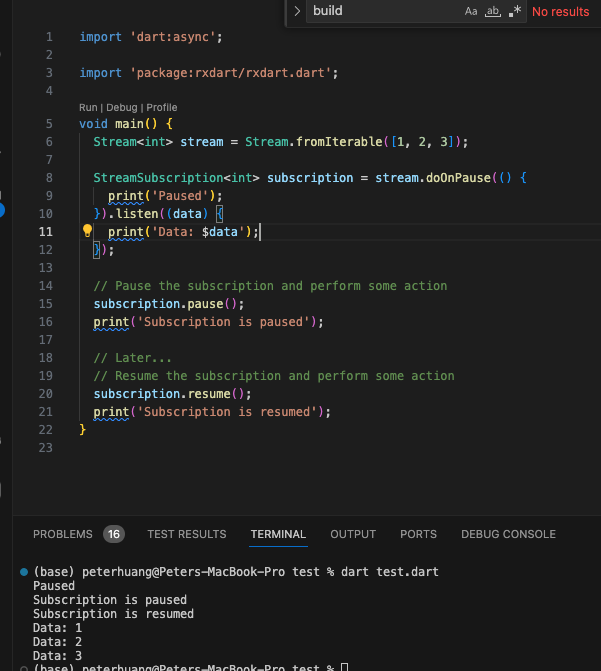 build
Aa ab .* No results
1 import 'dart:async';
2
3 import 'package:rxdart/rxdart.dart';
4
Run | Debug | Profile
5 void main() {
6 Stream<int> stream = Stream.fromIterable([1, 2, 3]);
7
8 StreamSubscription<int> subscription = stream.doOnPause(() {
9 print('Paused');
10 }).listen((data) {
11 print('Data: $data');
12 });
13
14 // Pause the subscription and perform some action
15 subscription.pause();
16 print('Subscription is paused');
17
18 // Later...
19 // Resume the subscription and perform some action
20 subscription.resume();
21 print('Subscription is resumed');
22 }
23
PROBLEMS 16 TEST RESULTS TERMINAL OUTPUT PORTS DEBUG CONSOLE
(base) peterhuang@Peters-MacBook-Pro test % dart test.dart
Paused
Subscription is paused
Subscription is resumed
Data: 1
Data: 2
Data: 3
(base) peterhuang@Peters-MacBook-Pro test %